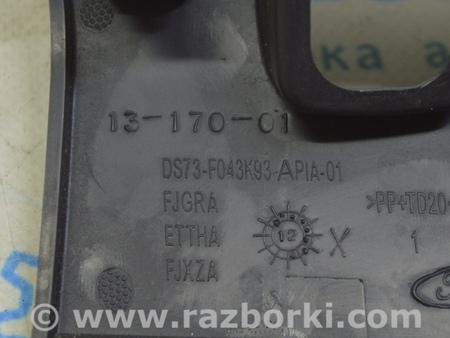 13-170-01
DS73-F043K93-APIA-01
FJGRA
>PP+TD20
ETTHA
12
X
1
FJXZA
www.razborki.com